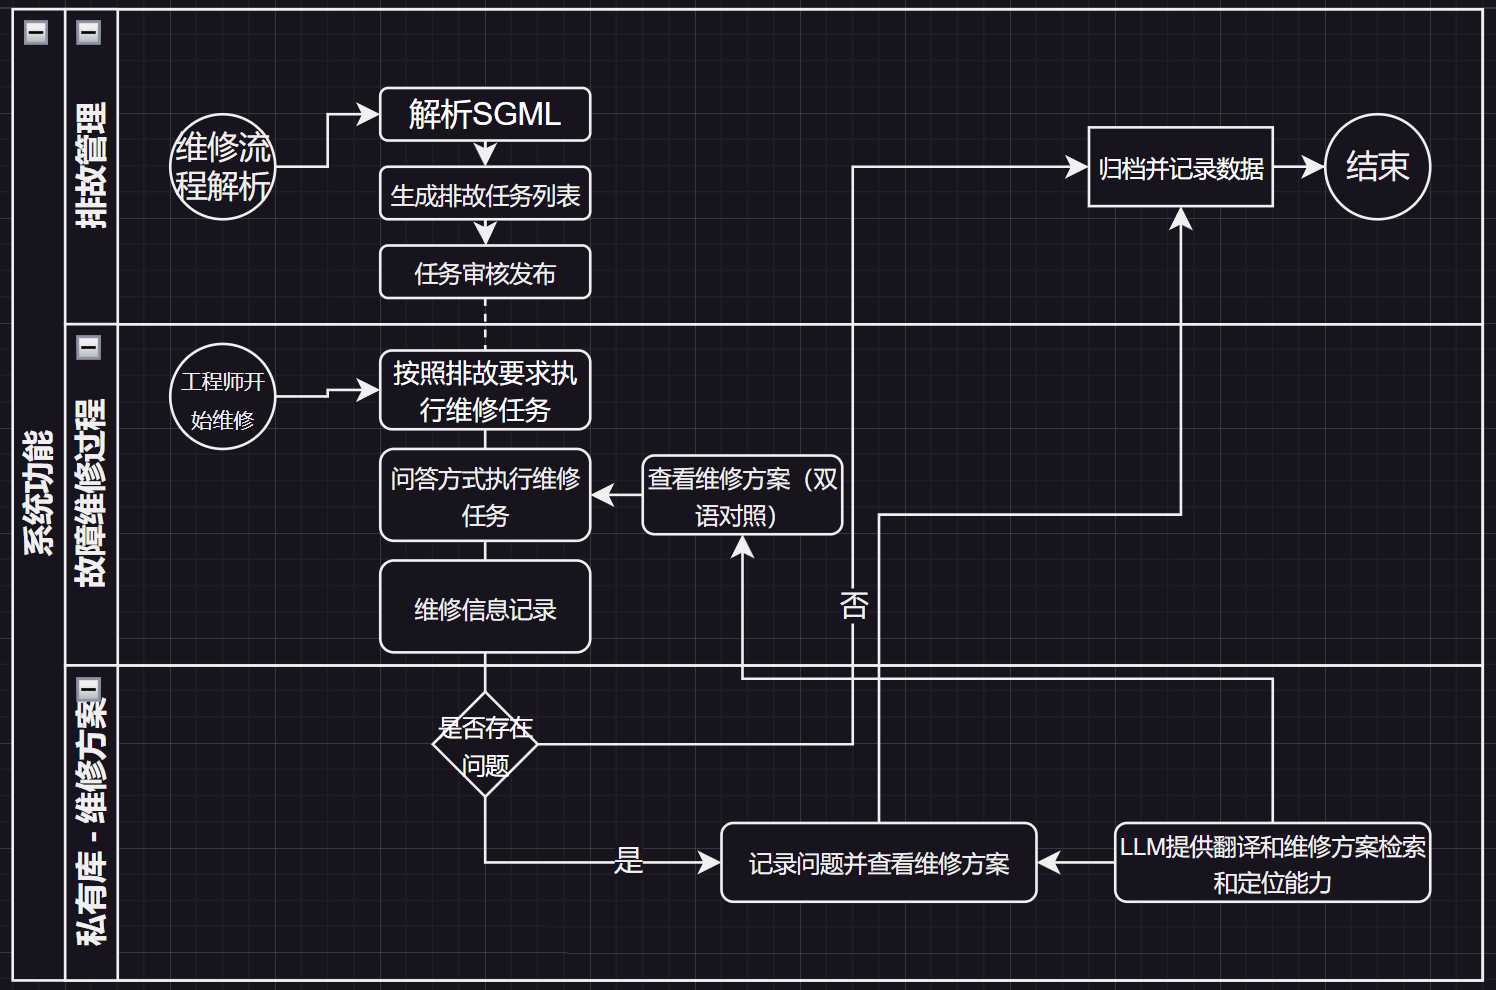 系统功能
排故管理
维修流
程解析
解析SGML
生成排故任务列表
任务审核发布
归档并记录数据
结束
故障维修过程
工程师开
始维修
按照排故要求执
行维修任务
问答方式执行维修
任务
查看维修方案（双
语对照）
维修信息记录
否
私有库 - 维修方案
是否存在
问题
是
记录问题并查看维修方案
LLM提供翻译和维修方案检索
和定位能力